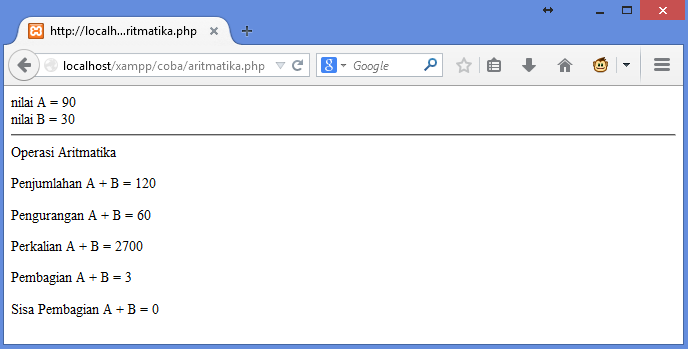 http://localh...ritmatika.php
localhost/xampp/coba/aritmatika.php
Google
nilai A = 90
nilai B = 30
Operasi Aritmatika
Penjumlahan A + B = 120
Pengurangan A + B = 60
Perkalian A + B = 2700
Pembagian A + B = 3
Sisa Pembagian A + B = 0